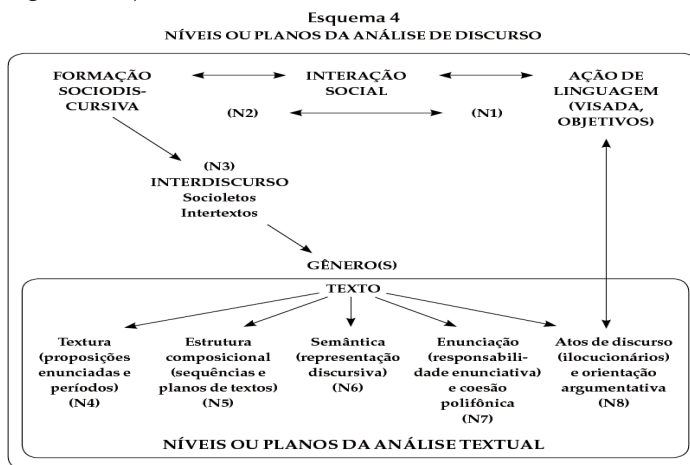 Esquema 4
NÍVEIS OU PLANOS DA ANÁLISE DE DISCURSO
FORMAÇÃO
SOCIODIS-
CURSIVA
INTERAÇÃO
SOCIAL
AÇÃO DE
LINGUAGEM
(VISADA,
OBJETIVOS)
(N2)
(N1)
(N3)
INTERDISCURSO
Socioletos
Intertextos
GÊNERO(S)
TEXTO
Textura
(proposições
enunciadas e
períodos)
(N4)
Estrutura
composicional
(sequências e
planos de textos)
(N5)
Semântica
(representação
discursiva)
(N6)
Enunciação
(responsabili-
dade enunciativa)
e coesão
polifônica
(N7)
Atos de discurso
(ilocucionários)
e orientação
argumentativa
(N8)
NÍVEIS OU PLANOS DA ANÁLISE TEXTUAL